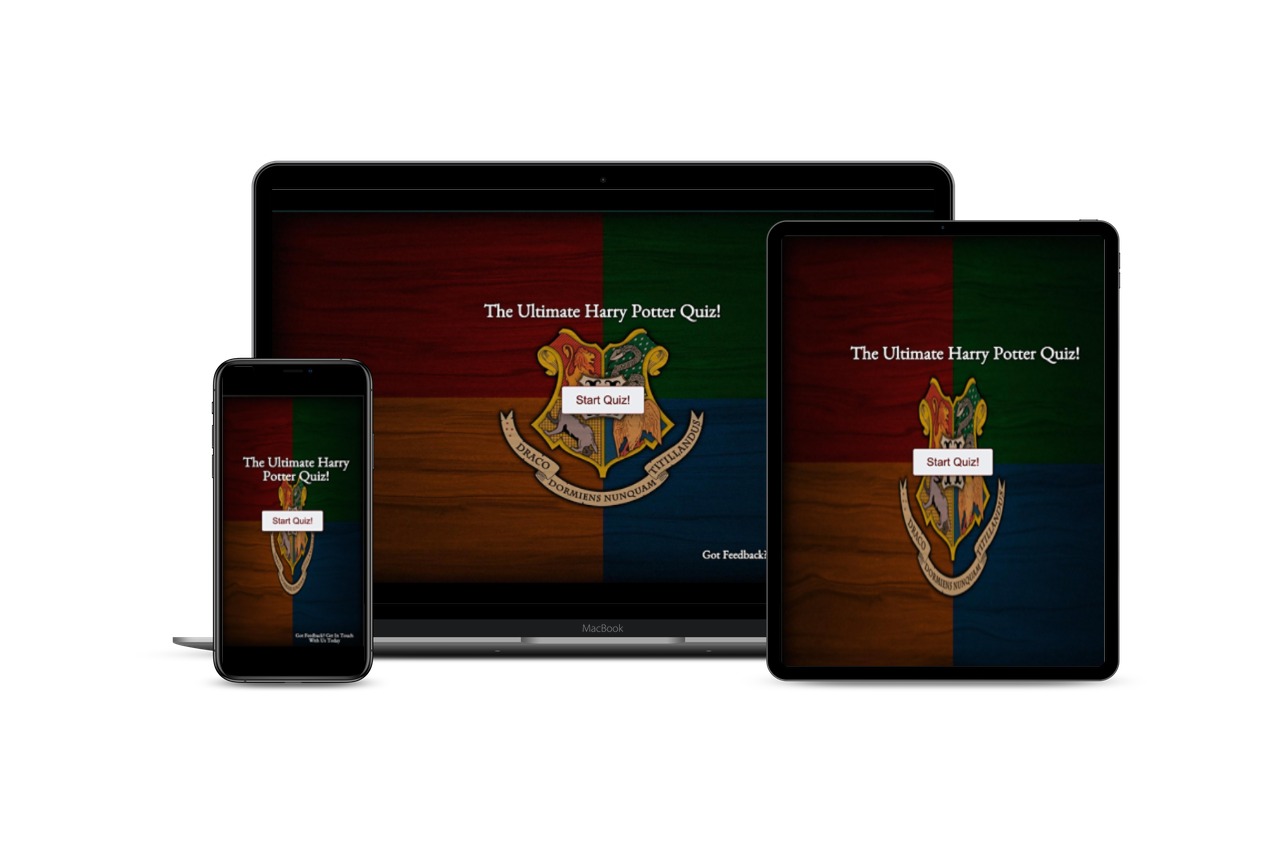 The Ultimate Harry Potter Quiz!
Start Quiz!
DRACO DORMIENS NUNQUAM TITILLANDUS
Got Feedback?
MacBook
The Ultimate Harry
Potter Quiz!
Start Quiz!
Got Feedback? Get In Touch
With Us Today
The Ultimate Harry Potter Quiz!
Start Quiz!
DRACO DORMIENS NUNQUAM TITILLANDUS